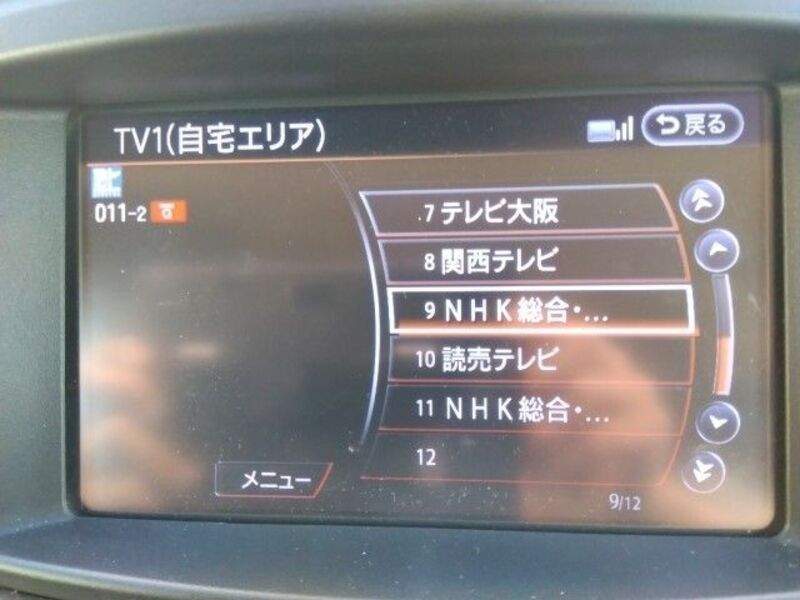 TV1(自宅エリア)
戻る
011-2
7 テレビ大阪
8 関西テレビ
9 NHK総合・...
10 読売テレビ
11 NHK総合・...
12
メニュー
9/12